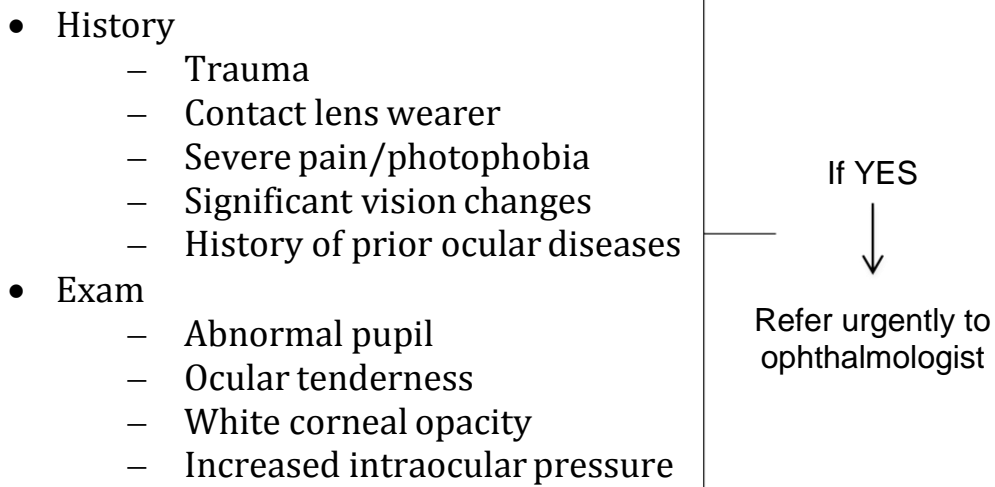 • History
– Trauma
– Contact lens wearer
– Severe pain/photophobia
– Significant vision changes
– History of prior ocular diseases
• Exam
– Abnormal pupil
– Ocular tenderness
– White corneal opacity
– Increased intraocular pressure
If YES
Refer urgently to
ophthalmologist